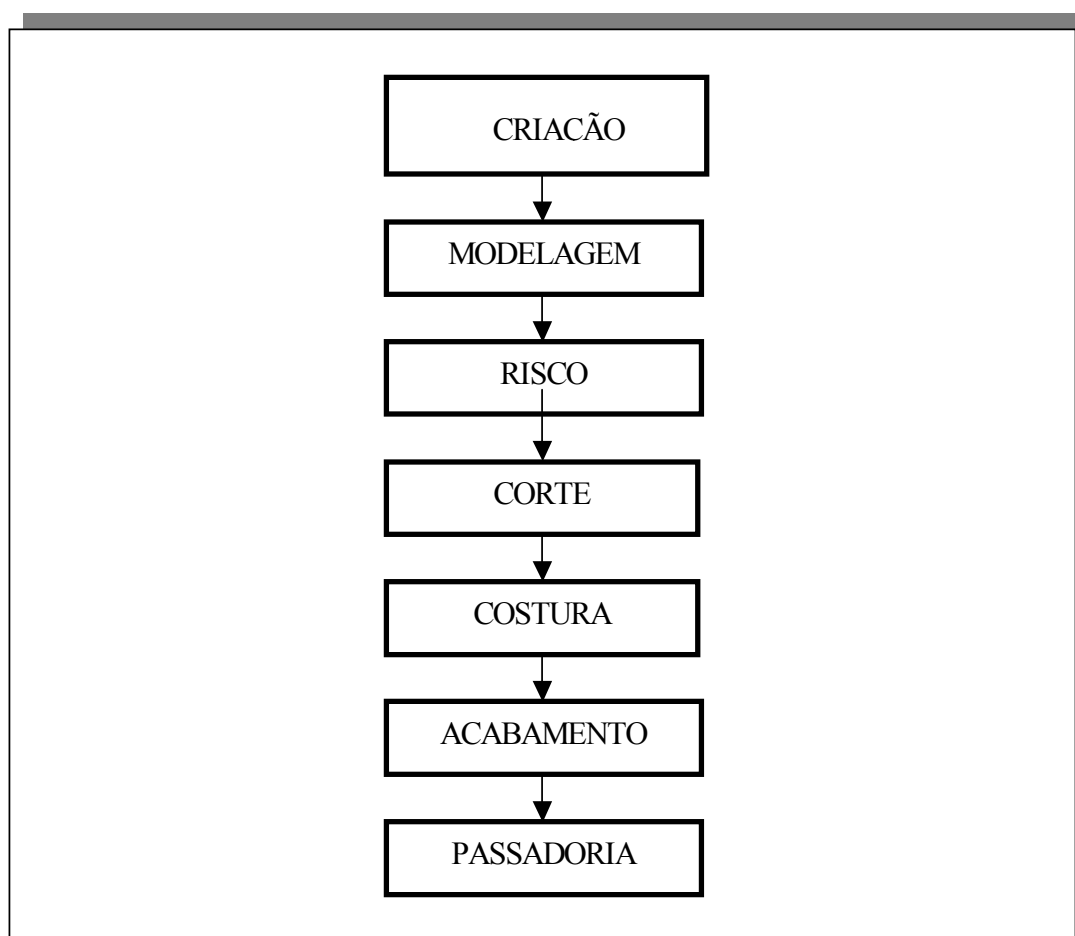 CRIACÃO
MODELAGEM
RISCO
CORTE
COSTURA
ACABAMENTO
PASSADORIA